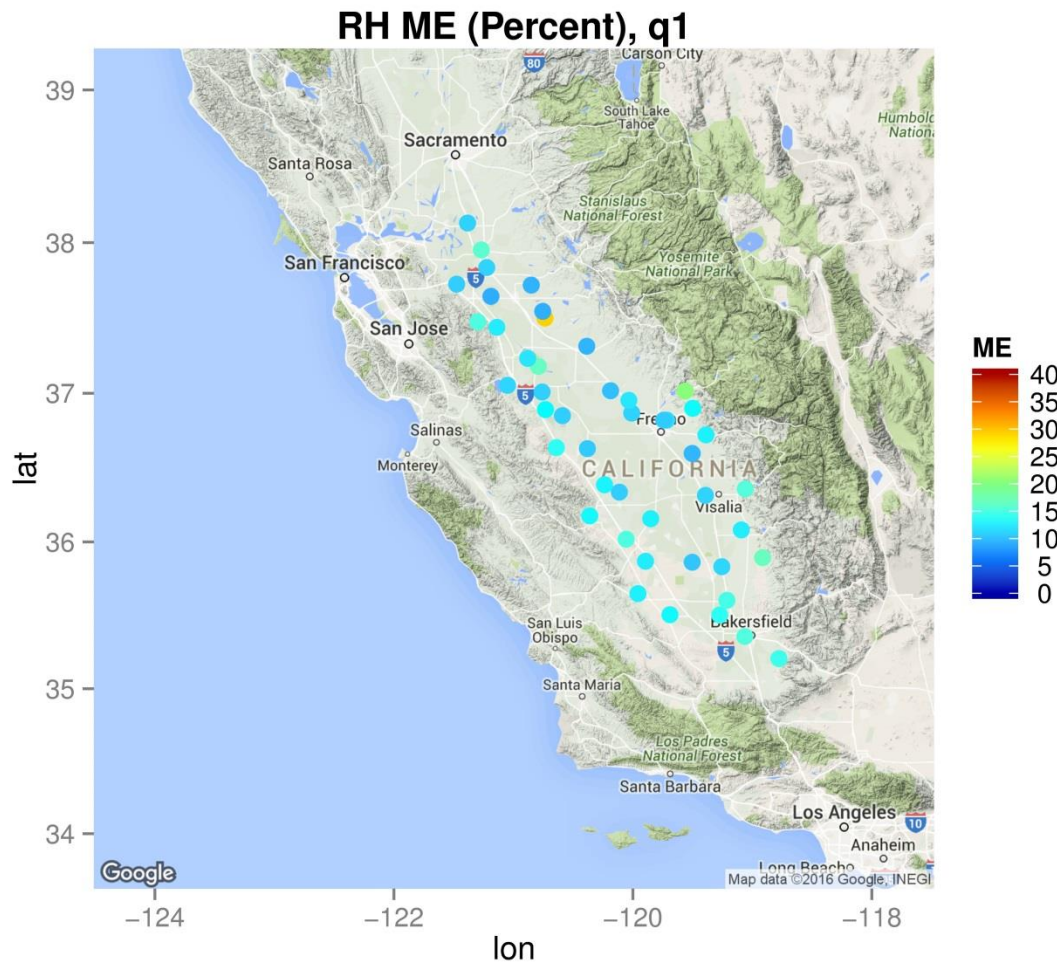 RH ME (Percent), q1
39
38
37
36
35
34
lat
−124
−122
−120
−118
lon
80
Carson City
South Lake
Tahoe
Humbol
Nationa
Sacramento
Santa Rosa
Stanislaus
National Forest
Yosemite
National Park
San Francisco
5
San Jose
5
Salinas
Monterey
CALIFORNIA
Visalia
San Luis
Obispo
Bakersfield
5
Santa Maria
Los Padres
National Forest
Santa Barbara
Los Angeles
10
Anaheim
Long Beach
Google
Map data ©2016 Google, INEGI
ME
40
35
30
25
20
15
10
5
0